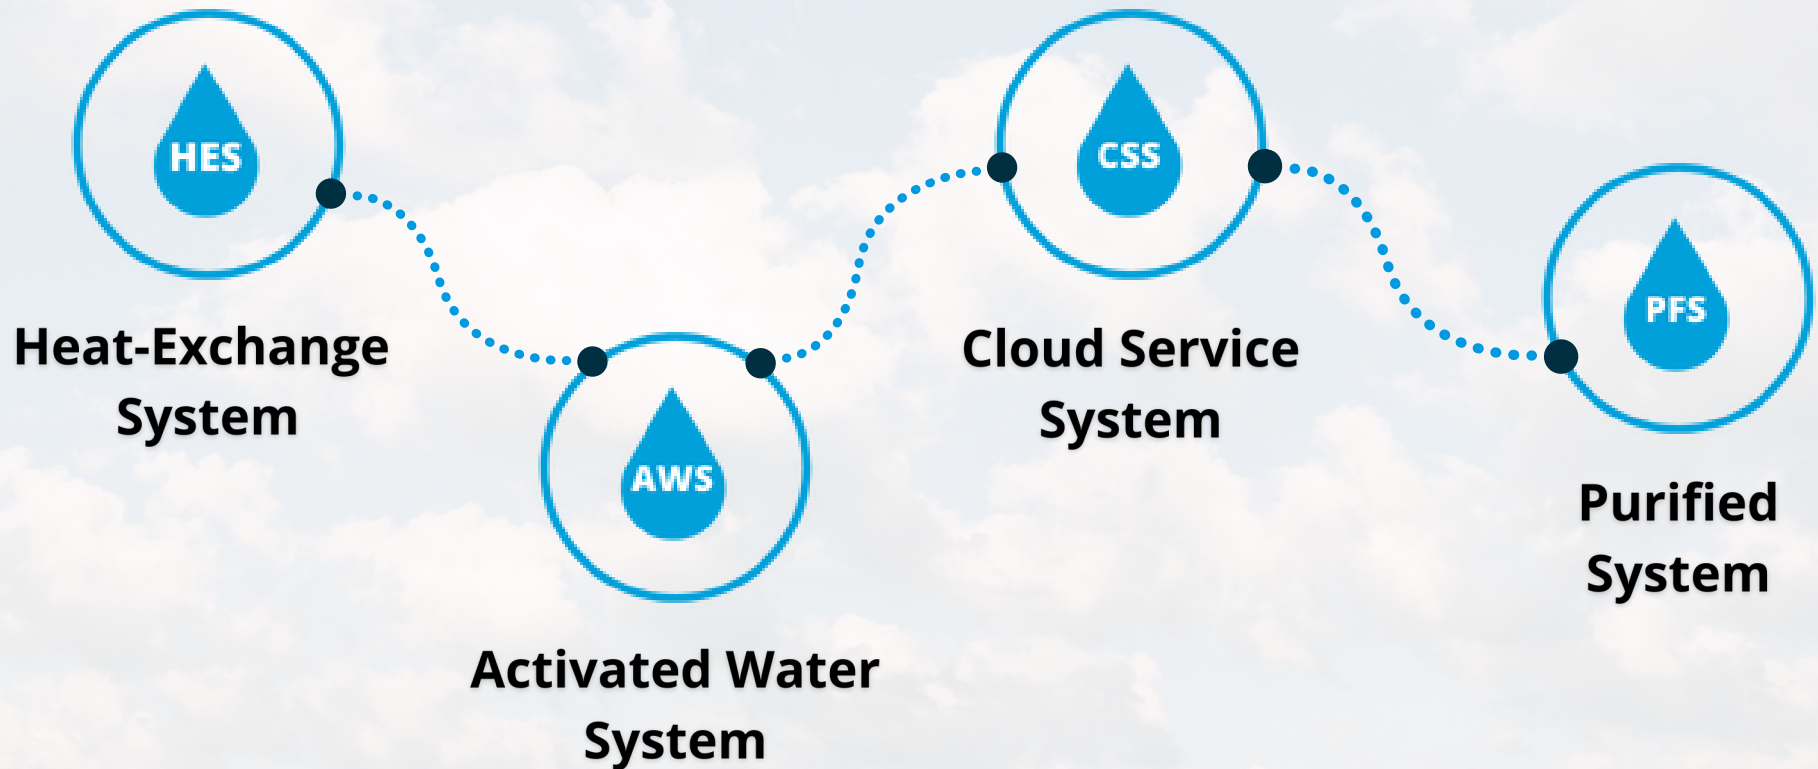 HES
Heat-Exchange
System
AWS
Activated Water
System
CSS
Cloud Service
System
PFS
Purified
System